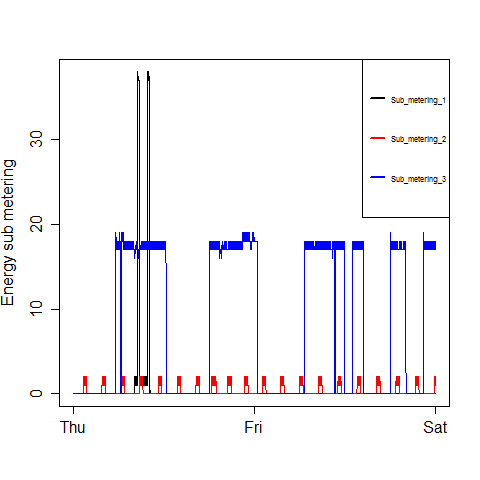 Energy sub metering
30
20
10
0
Thu
Fri
Sat
Sub_metering_1
Sub_metering_2
Sub_metering_3